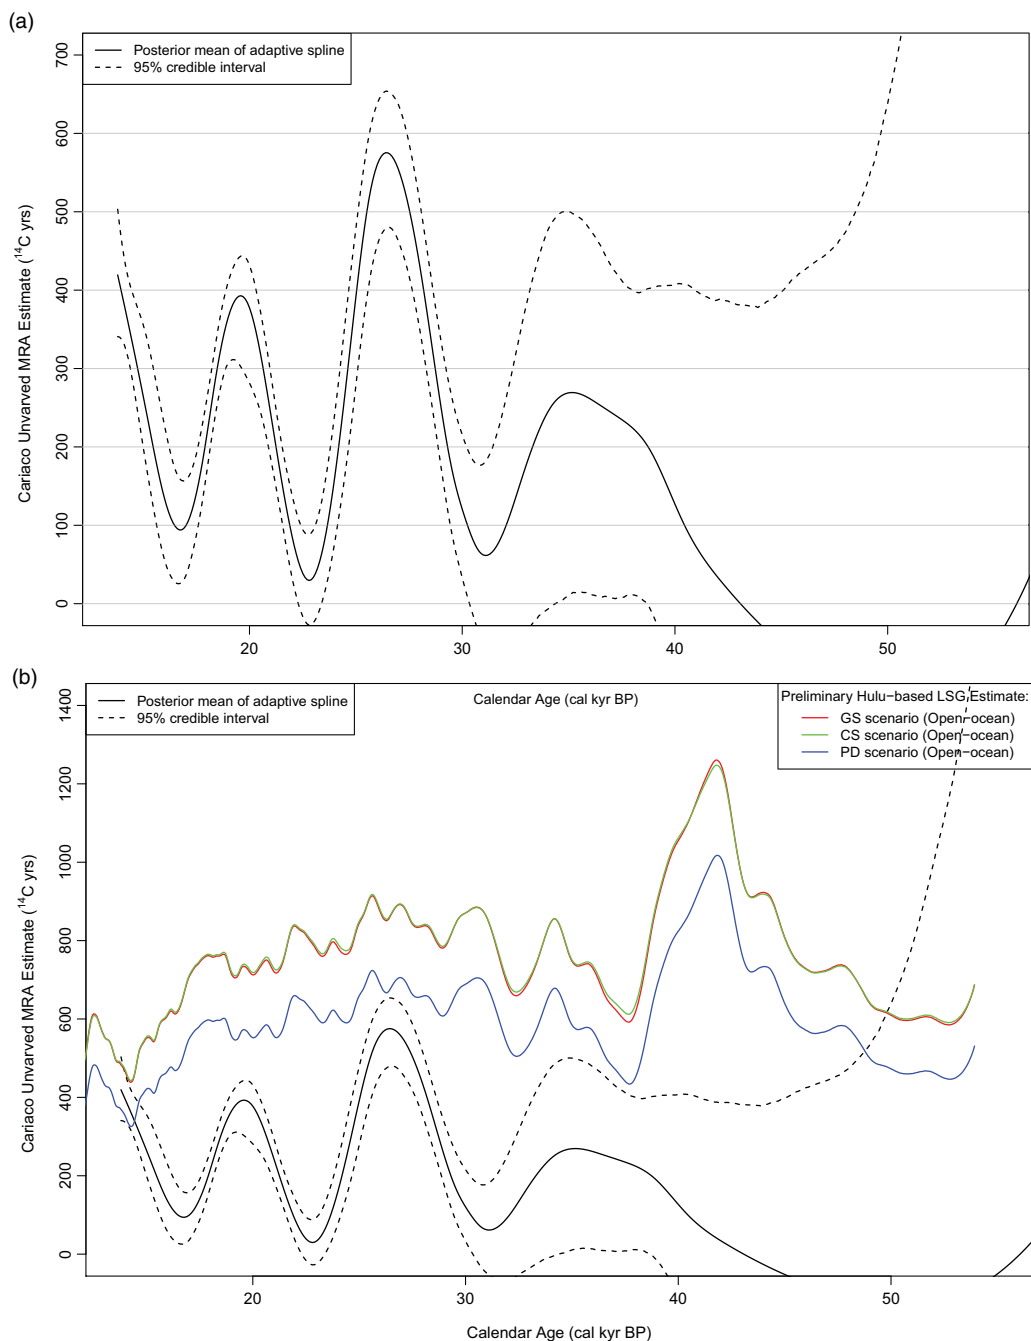 (a)
Posterior mean of adaptive spline
95% credible interval
Cariaco Unvarved MRA Estimate (¹⁴C yrs)
700
600
500
400
300
200
100
0
20
30
40
50
Calendar Age (cal kyr BP)
(b)
Posterior mean of adaptive spline
95% credible interval
Preliminary Hulu−based LSG Estimate:
GS scenario (Open−ocean)
CS scenario (Open−ocean)
PD scenario (Open−ocean)
Cariaco Unvarved MRA Estimate (¹⁴C yrs)
1400
1200
1000
800
600
400
200
0
20
30
40
50
Calendar Age (cal kyr BP)